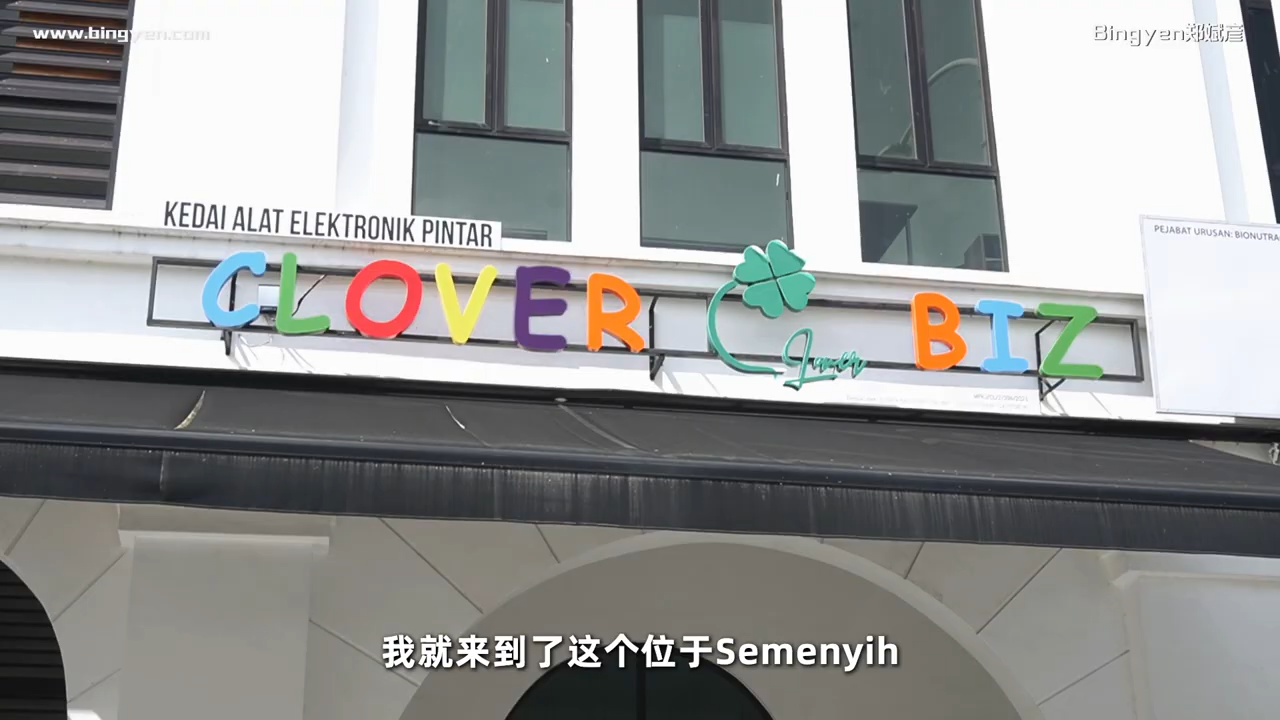 www.bingyen.com
Bingyen郑斌彦
KEDAI ALAT ELEKTRONIK PINTAR
PEJABAT URUSAN: BIONUTRA
CLOVER
BIZ
我就来到了这个位于Semenyih